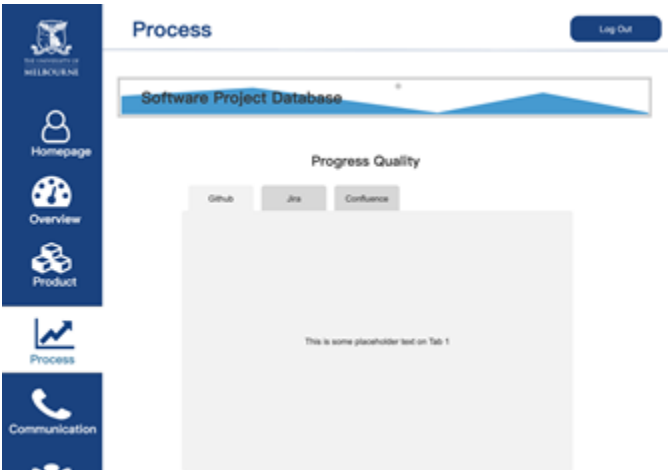 Process
Log Out
THE UNIVERSITY OF
MELBOURNE
Software Project Database
Homepage
Progress Quality
Github
Jira
Confluence
Overview
Product
This is some placeholder text on Tab 1
Process
Communication